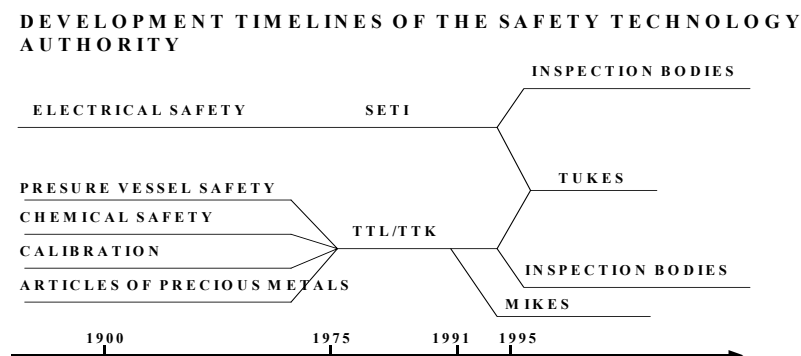 DEVELOPMENT TIMELINES OF THE SAFETY TECHNOLOGY
AUTHORITY
INSPECTION BODIES
ELECTRICAL SAFETY SETI
TUKES
PRESURE VESSEL SAFETY
CHEMICAL SAFETY
TTL/TTK
CALIBRATION
INSPECTION BODIES
ARTICLES OF PRECIOUS METALS
MIKES
1900 1975 1991 1995